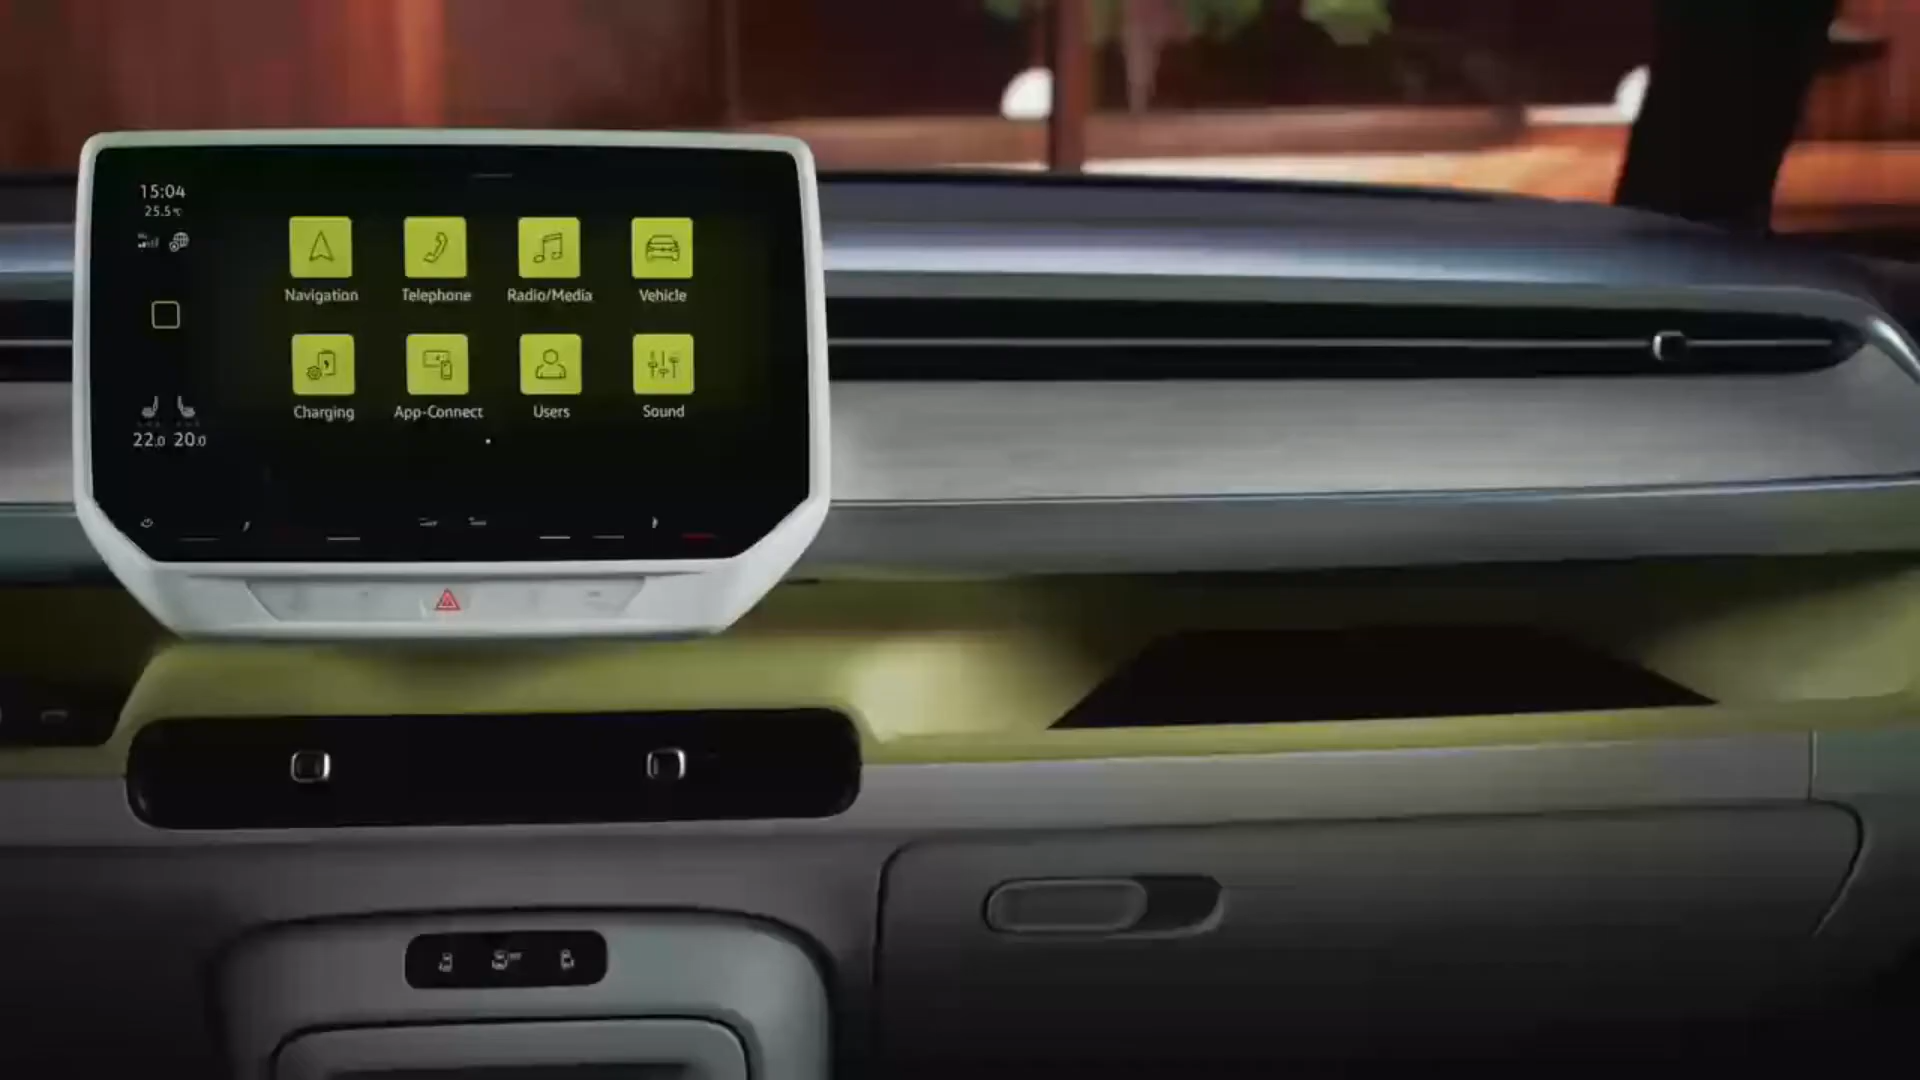 15:04
25.5°C
Navigation
Telephone
Radio/Media
Vehicle
Charging
App-Connect
Users
Sound
22.0 20.0